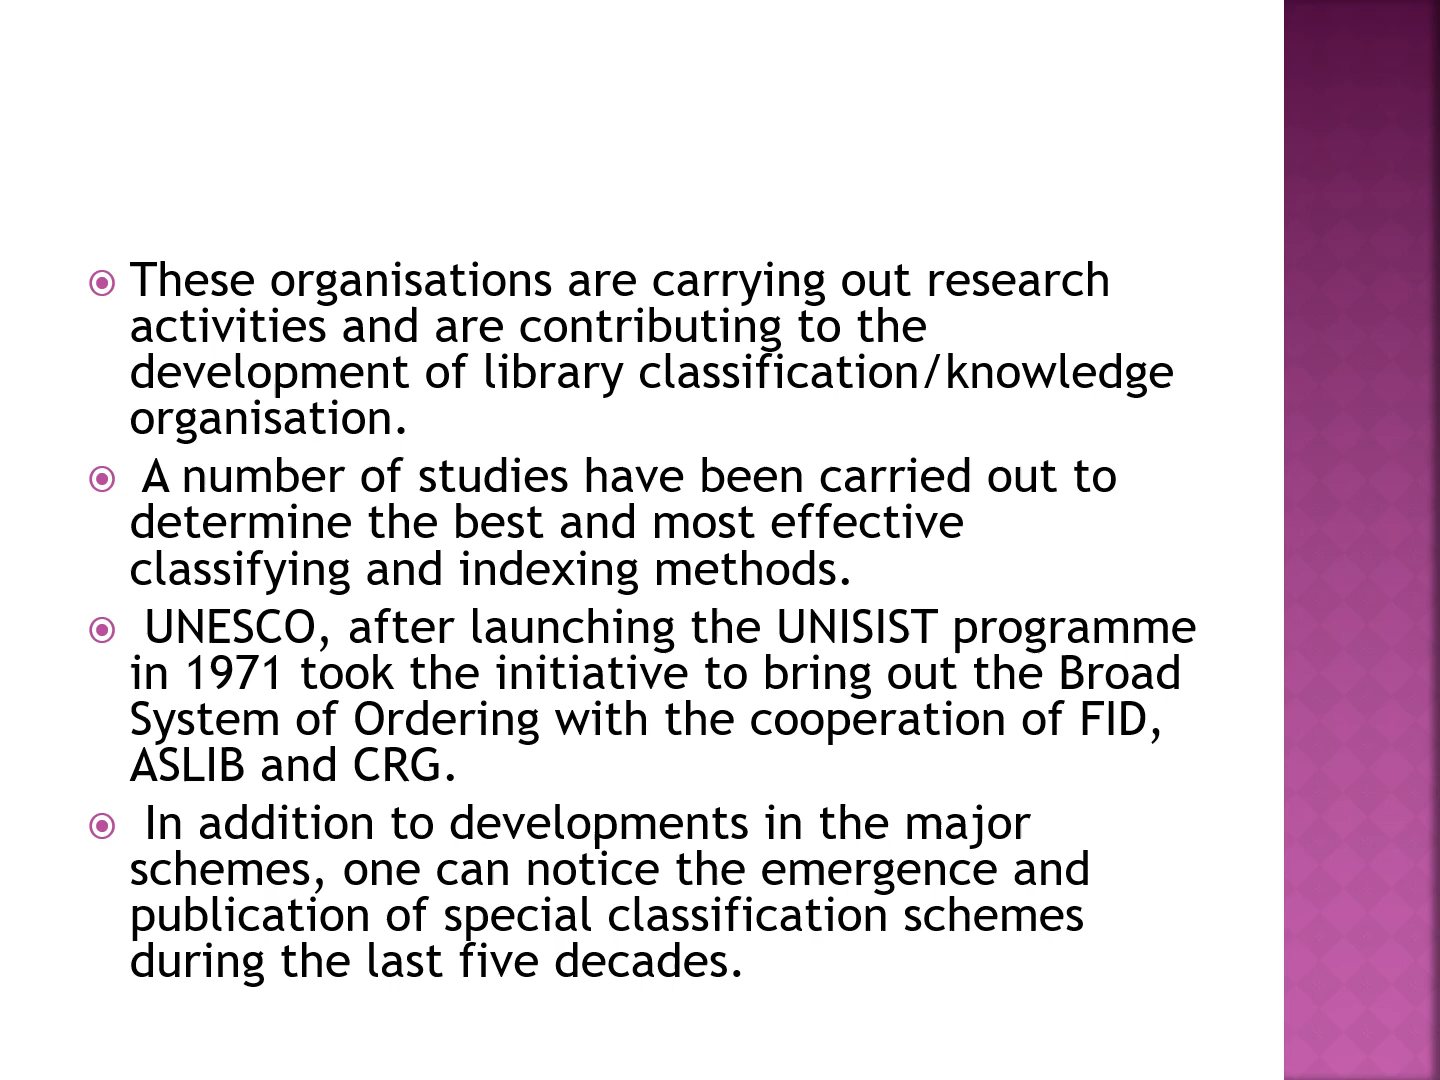 These organisations are carrying out research
activities and are contributing to the
development of library classification/knowledge
organisation.
A number of studies have been carried out to
determine the best and most effective
classifying and indexing methods.
UNESCO, after launching the UNISIST programme
in 1971 took the initiative to bring out the Broad
System of Ordering with the cooperation of FID,
ASLIB and CRG.
In addition to developments in the major
schemes, one can notice the emergence and
publication of special classification schemes
during the last five decades.